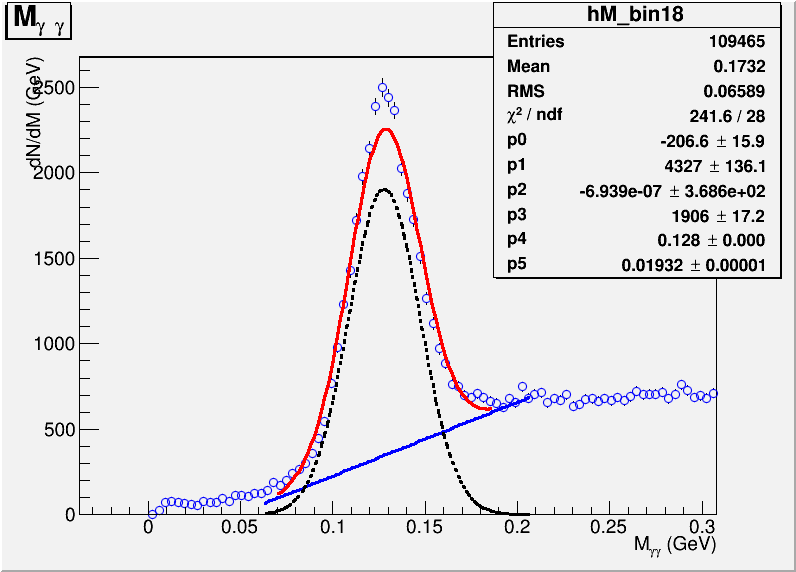 M γ γ
hM_bin18
Entries 109465
Mean 0.1732
RMS 0.06589
χ² / ndf 241.6 / 28
p0 -206.6 ± 15.9
p1 4327 ± 136.1
p2 -6.939e-07 ± 3.686e+02
p3 1906 ± 17.2
p4 0.128 ± 0.000
p5 0.01932 ± 0.00001
dN/dM (GeV)
2500
2000
1500
1000
500
0
0 0.05 0.1 0.15 0.2 0.25 0.3
M γγ (GeV)